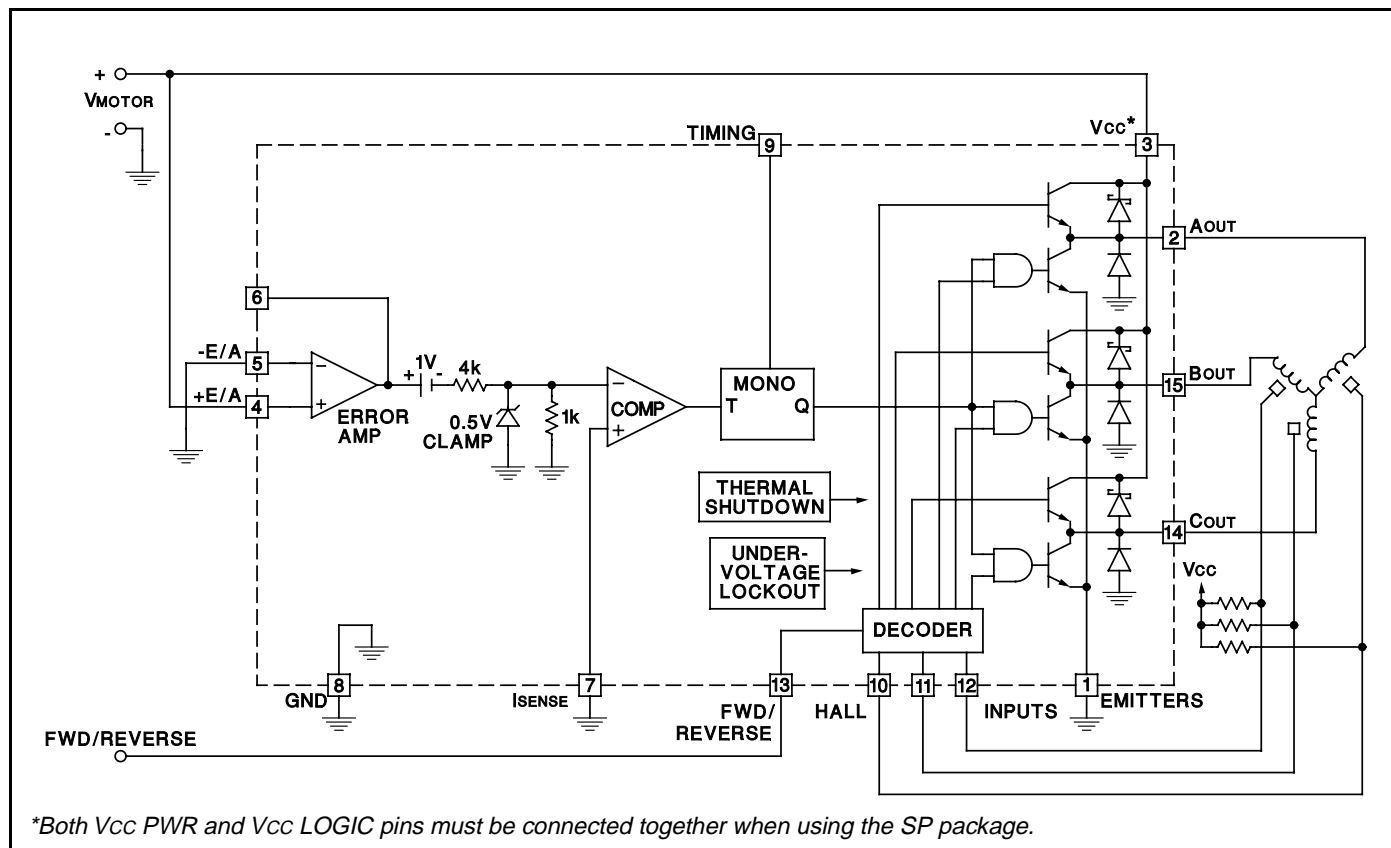 +
VMOTOR
-
TIMING
9
VCC*
3
2
AOUT
6
-E/A
5
+E/A
4
-
+
ERROR
AMP
+
1V
-
4k
0.5V
CLAMP
1k
-
COMP
+
MONO
T
Q
15
BOUT
THERMAL
SHUTDOWN
UNDER-
VOLTAGE
LOCKOUT
14
COUT
VCC
DECODER
GND
8
ISENSE
7
13
FWD/
REVERSE
HALL
10
11
12
INPUTS
1
EMITTERS
FWD/REVERSE
*Both VCC PWR and VCC LOGIC pins must be connected together when using the SP package.